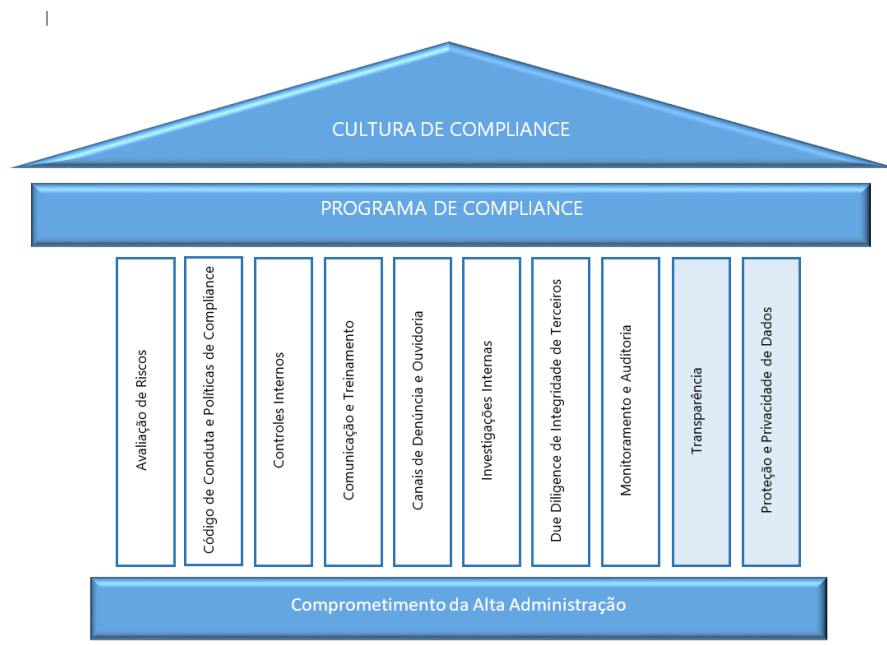 CULTURA DE COMPLIANCE
PROGRAMA DE COMPLIANCE
Avaliação de Riscos
Código de Conduta e Políticas de Compliance
Controles Internos
Comunicação e Treinamento
Canais de Denúncia e Ouvidoria
Investigações Internas
Due Diligence de Integridade de Terceiros
Monitoramento e Auditoria
Transparência
Proteção e Privacidade de Dados
Comprometimento da Alta Administração